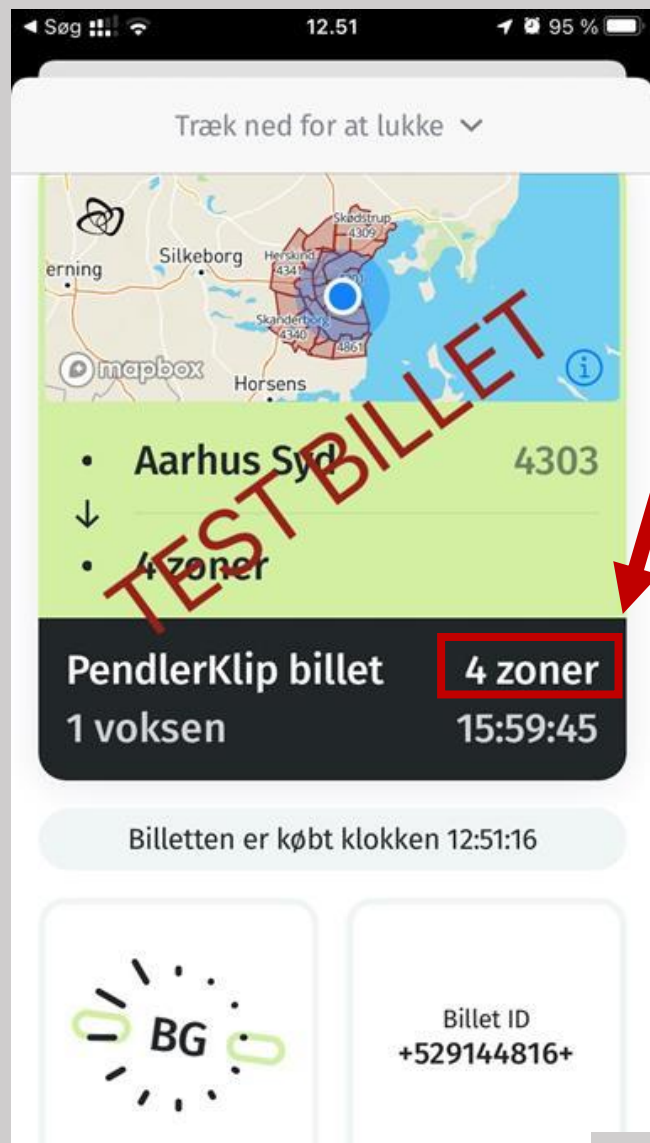 Søg
12.51
95 %
Træk ned for at lukke
Skødstrup
4309
Silkeborg
Herskind
4341
erning
Skanderborg
4340
4861
mapbox
Horsens
TEST BILLET
Aarhus Syd 4303
4 zoner
PendlerKlip billet 4 zoner
1 voksen 15:59:45
Billetten er købt klokken 12:51:16
BG
Billet ID
+529144816+